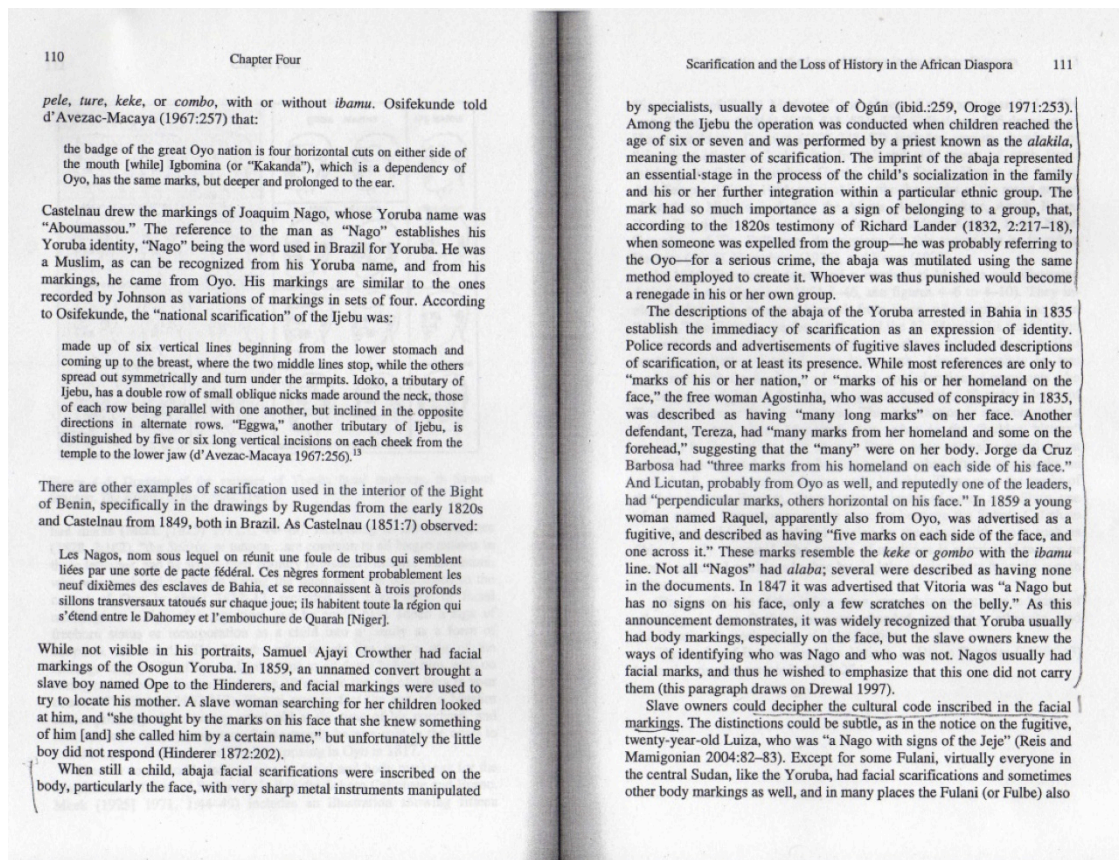 110
Chapter Four
pele, ture, keke, or combo, with or without ibamu. Osifekunde told
d'Avezac-Macaya (1967:257) that:
the badge of the great Oyo nation is four horizontal cuts on either side of
the mouth [while] Igbomina (or "Kakanda"), which is a dependency of
Oyo, has the same marks, but deeper and prolonged to the ear.
Castelnau drew the markings of Joaquim Nago, whose Yoruba name was
"Aboumassou." The reference to the man as "Nago" establishes his
Yoruba identity, "Nago" being the word used in Brazil for Yoruba. He was
a Muslim, as can be recognized from his Yoruba name, and from his
markings, he came from Oyo. His markings are similar to the ones
recorded by Johnson as variations of markings in sets of four. According
to Osifekunde, the "national scarification" of the Ijebu was:
made up of six vertical lines beginning from the lower stomach and
coming up to the breast, where the two middle lines stop, while the others
spread out symmetrically and turn under the armpits. Idoko, a tributary of
Ijebu, has a double row of small oblique nicks made around the neck, those
of each row being parallel with one another, but inclined in the opposite
directions in alternate rows. "Eggwa," another tributary of Ijebu, is
distinguished by five or six long vertical incisions on each cheek from the
temple to the lower jaw (d'Avezac-Macaya 1967:256).13
There are other examples of scarification used in the interior of the Bight
of Benin, specifically in the drawings by Rugendas from the early 1820s
and Castelnau from 1849, both in Brazil. As Castelnau (1851:7) observed:
Les Nagos, nom sous lequel on réunit une foule de tribus qui semblent
liées par une sorte de pacte fédéral. Ces nègres forment probablement les
neuf dixièmes des esclaves de Bahia, et se reconnaissent à trois profonds
sillons transversaux tatoués sur chaque joue; ils habitent toute la région qui
s'étend entre le Dahomey et l'embouchure de Quarah [Niger].
While not visible in his portraits, Samuel Ajayi Crowther had facial
markings of the Osogun Yoruba. In 1859, an unnamed convert brought a
slave boy named Ope to the Hinderers, and facial markings were used to
try to locate his mother. A slave woman searching for her children looked
at him, and "she thought by the marks on his face that she knew something
of him [and] she called him by a certain name," but unfortunately the little
boy did not respond (Hinderer 1872:202).
When still a child, abaja facial scarifications were inscribed on the
body, particularly the face, with very sharp metal instruments manipulated
Scarification and the Loss of History in the African Diaspora
111
by specialists, usually a devotee of Ògún (ibid.:259, Oroge 1971:253).
Among the Ijebu the operation was conducted when children reached the
age of six or seven and was performed by a priest known as the alakila,
meaning the master of scarification. The imprint of the abaja represented
an essential-stage in the process of the child's socialization in the family
and his or her further integration within a particular ethnic group. The
mark had so much importance as a sign of belonging to a group, that,
according to the 1820s testimony of Richard Lander (1832, 2:217–18),
when someone was expelled from the group—he was probably referring to
the Oyo—for a serious crime, the abaja was mutilated using the same
method employed to create it. Whoever was thus punished would become
a renegade in his or her own group.
The descriptions of the abaja of the Yoruba arrested in Bahia in 1835
establish the immediacy of scarification as an expression of identity.
Police records and advertisements of fugitive slaves included descriptions
of scarification, or at least its presence. While most references are only to
"marks of his or her nation," or "marks of his or her homeland on the
face," the free woman Agostinha, who was accused of conspiracy in 1835,
was described as having "many long marks" on her face. Another
defendant, Tereza, had "many marks from her homeland and some on the
forehead," suggesting that the "many" were on her body. Jorge da Cruz
Barbosa had "three marks from his homeland on each side of his face."
And Licutan, probably from Oyo as well, and reputedly one of the leaders,
had "perpendicular marks, others horizontal on his face." In 1859 a young
woman named Raquel, apparently also from Oyo, was advertised as a
fugitive, and described as having "five marks on each side of the face, and
one across it." These marks resemble the keke or gombo with the ibamu
line. Not all "Nagos" had alaba; several were described as having none
in the documents. In 1847 it was advertised that Vitoria was "a Nago but
has no signs on his face, only a few scratches on the belly." As this
announcement demonstrates, it was widely recognized that Yoruba usually
had body markings, especially on the face, but the slave owners knew the
ways of identifying who was Nago and who was not. Nagos usually had
facial marks, and thus he wished to emphasize that this one did not carry
them (this paragraph draws on Drewal 1997).
Slave owners could decipher the cultural code inscribed in the facial
markings. The distinctions could be subtle, as in the notice on the fugitive,
twenty-year-old Luiza, who was "a Nago with signs of the Jeje" (Reis and
Mamigonian 2004:82–83). Except for some Fulani, virtually everyone in
the central Sudan, like the Yoruba, had facial scarifications and sometimes
other body markings as well, and in many places the Fulani (or Fulbe) also